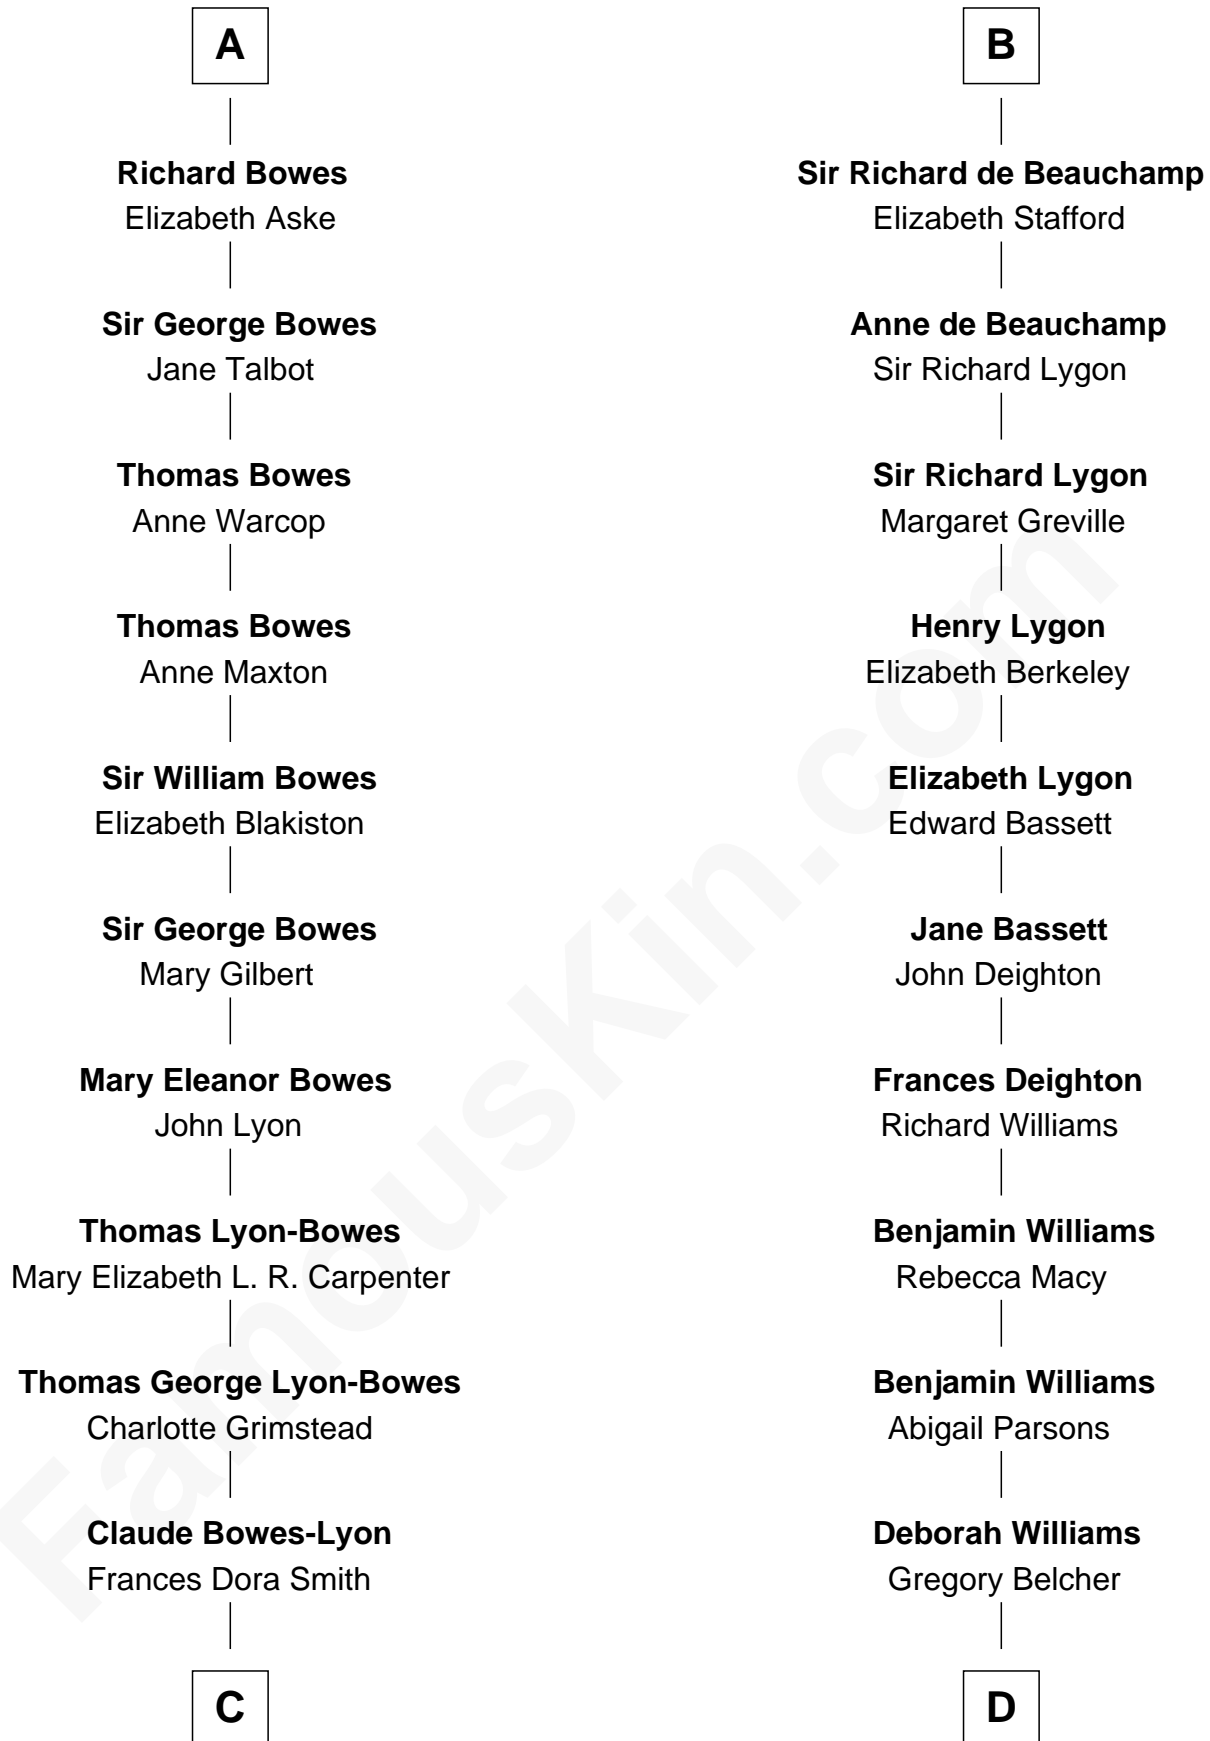 A
Richard Bowes
Elizabeth Aske
Sir George Bowes
Jane Talbot
Thomas Bowes
Anne Warcop
Thomas Bowes
Anne Maxton
Sir William Bowes
Elizabeth Blakiston
Sir George Bowes
Mary Gilbert
Mary Eleanor Bowes
John Lyon
Thomas Lyon-Bowes
Mary Elizabeth L. R. Carpenter
Thomas George Lyon-Bowes
Charlotte Grimstead
Claude Bowes-Lyon
Frances Dora Smith
C
B
Sir Richard de Beauchamp
Elizabeth Stafford
Anne de Beauchamp
Sir Richard Lygon
Sir Richard Lygon
Margaret Greville
Henry Lygon
Elizabeth Berkeley
Elizabeth Lygon
Edward Bassett
Jane Bassett
John Deighton
Frances Deighton
Richard Williams
Benjamin Williams
Rebecca Macy
Benjamin Williams
Abigail Parsons
Deborah Williams
Gregory Belcher
D
FamousKin.com